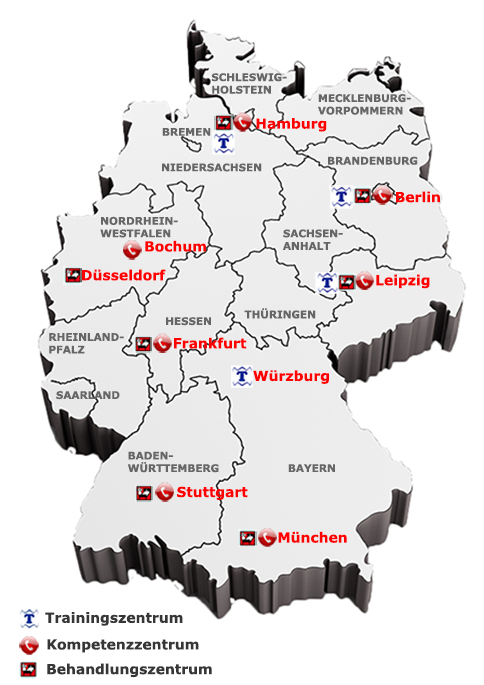 SCHLESWIG-
HOLSTEIN
MECKLENBURG-
VORPOMMERN
Hamburg
BREMEN
T
NIEDERSACHSEN
BRANDENBURG
T
Berlin
NORDRHEIN-
WESTFALEN
SACHSEN-
ANHALT
Bochum
Düsseldorf
T
Leipzig
THÜRINGEN
HESSEN
RHEINLAND-
PFALZ
Frankfurt
T
Würzburg
SAARLAND
BADEN-
WÜRTTEMBERG
BAYERN
Stuttgart
München
T
Trainingszentrum
Kompetenzzentrum
Behandlungszentrum